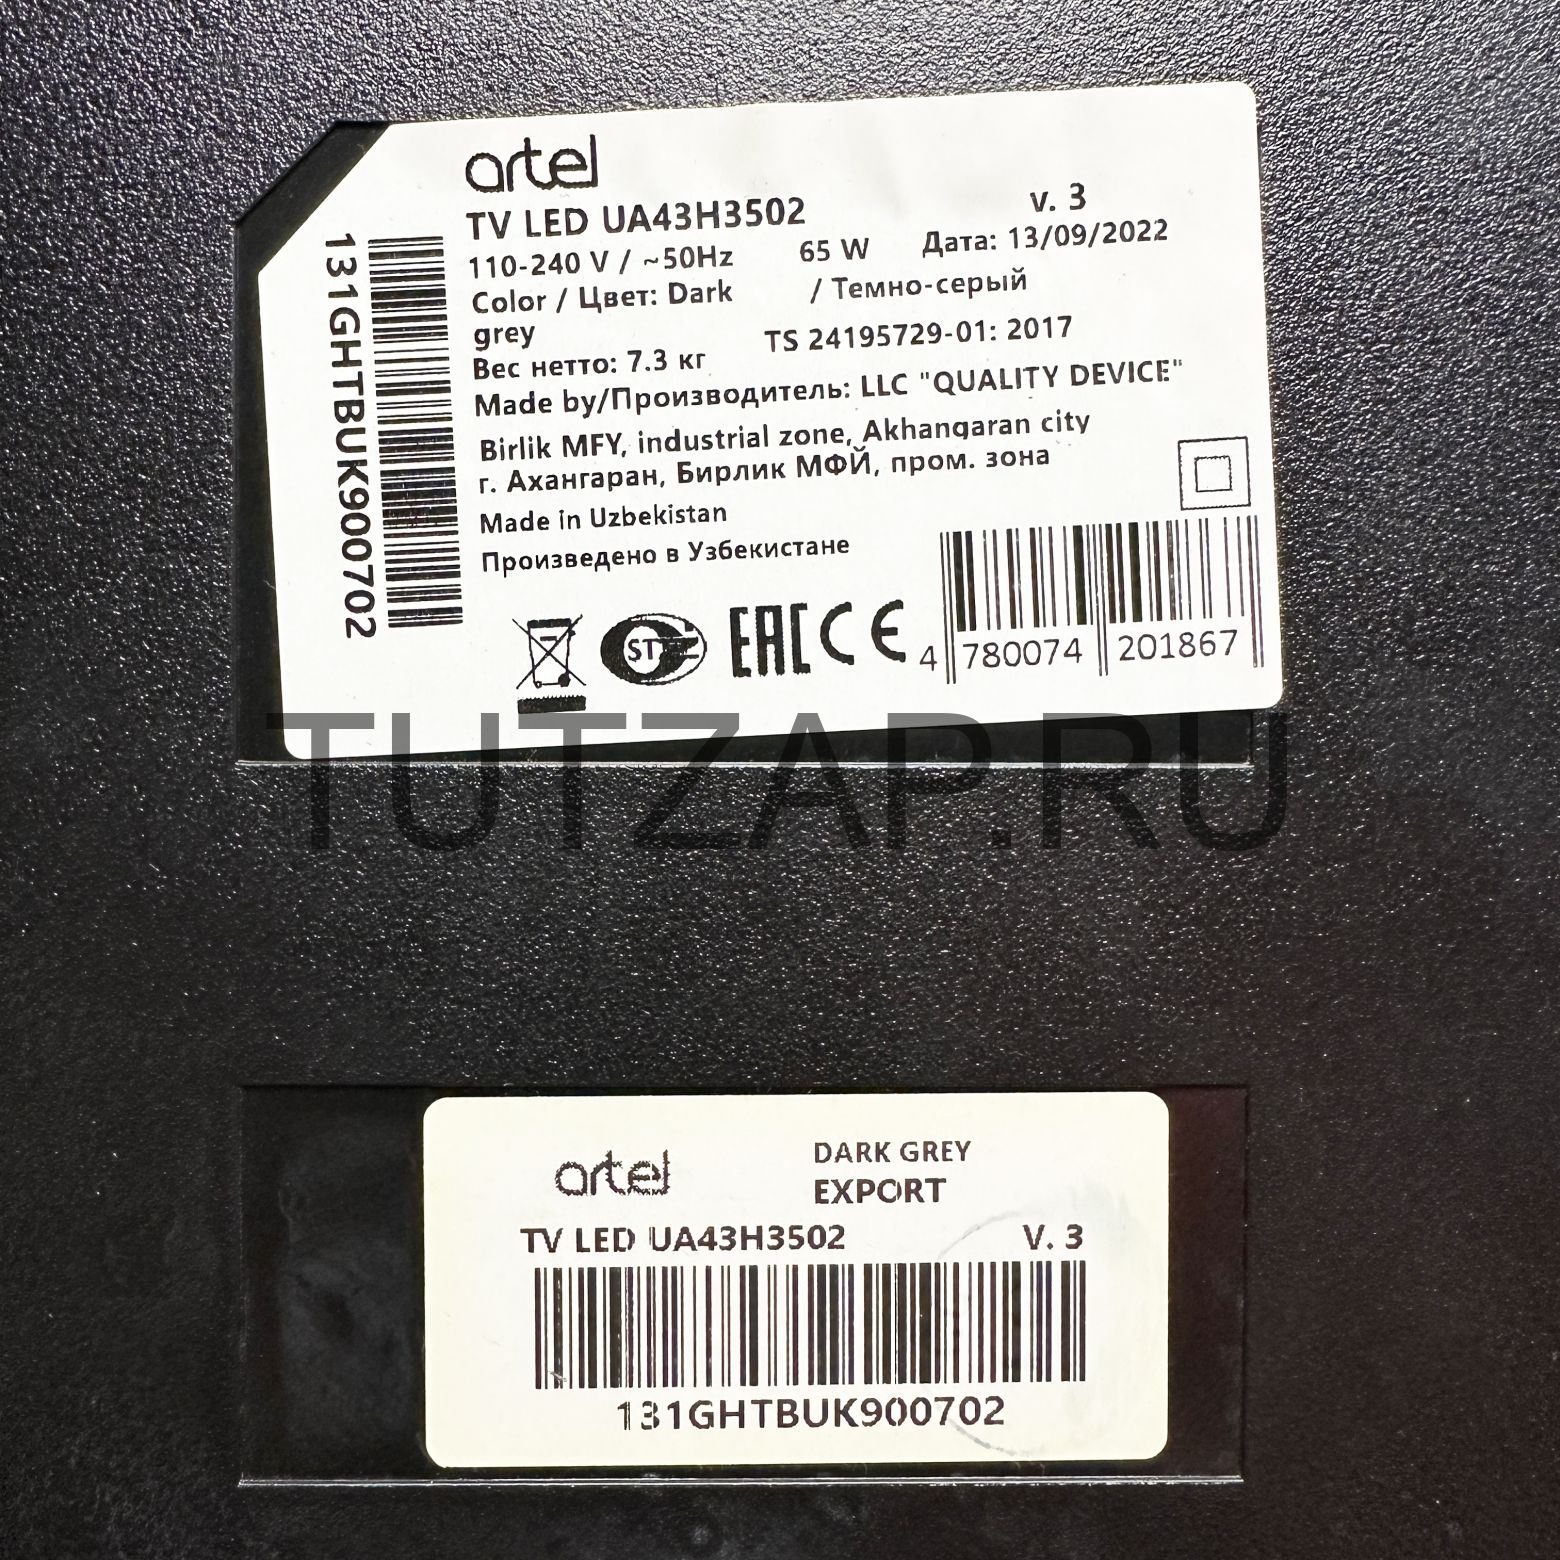 artel
TV LED UA43H3502 v. 3
110-240 V / ~50Hz 65 W Дата: 13/09/2022
Color / Цвет: Dark / Темно-серый
grey
Вес нетто: 7.3 кг TS 24195729-01: 2017
Made by/Производитель: LLC "QUALITY DEVICE"
Birlik MFY, industrial zone, Akhangaran city
г. Ахангаран, Бирлик МФЙ, пром. зона
Made in Uzbekistan
Произведено в Узбекистане
131GHTBUK900702
EAC CE
4 780074 201867
TUTZAP.RU
artel
DARK GREY
EXPORT
TV LED UA43H3502 V. 3
131GHTBUK900702